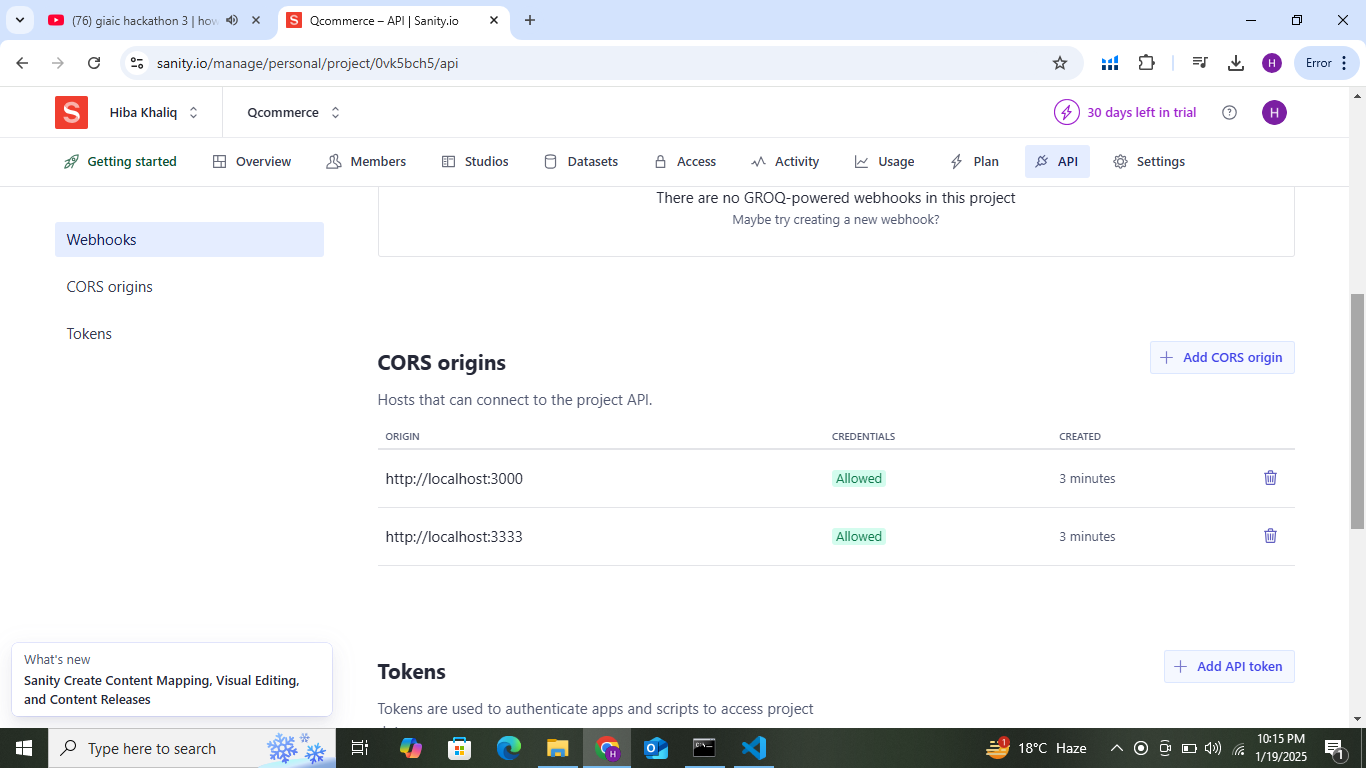 (76) giaic hackathon 3 | how
Qcommerce – API | Sanity.io
sanity.io/manage/personal/project/0vk5bch5/api
H
Error
S
Hiba Khaliq
Qcommerce
30 days left in trial
H
Getting started
Overview
Members
Studios
Datasets
Access
Activity
Usage
Plan
API
Settings
There are no GROQ-powered webhooks in this project
Maybe try creating a new webhook?
Webhooks
CORS origins
Tokens
CORS origins
Add CORS origin
Hosts that can connect to the project API.
ORIGIN CREDENTIALS CREATED
http://localhost:3000 Allowed 3 minutes
http://localhost:3333 Allowed 3 minutes
What's new
Sanity Create Content Mapping, Visual Editing,
and Content Releases
Tokens
Add API token
Tokens are used to authenticate apps and scripts to access project
Type here to search
18°C Haze
10:15 PM
1/19/2025
1